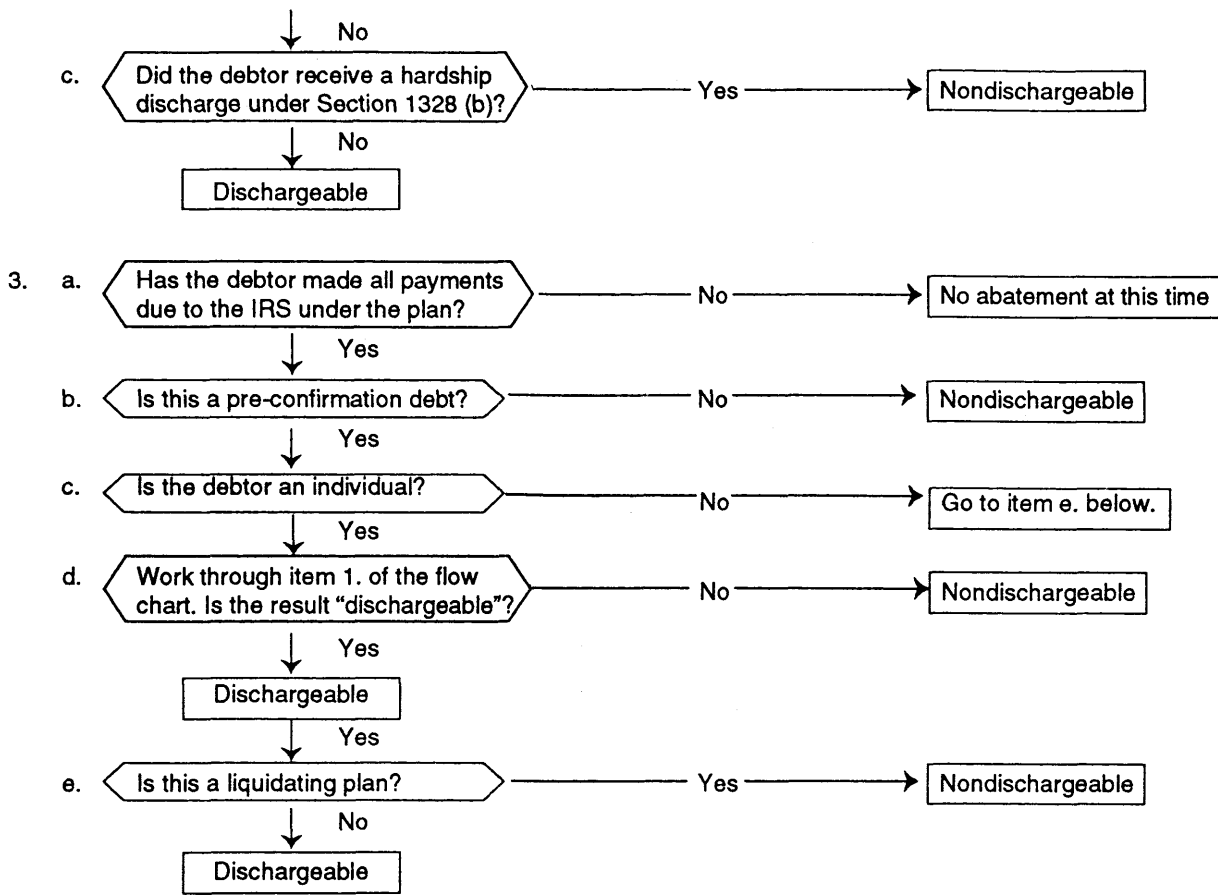 No
c. Did the debtor receive a hardship
discharge under Section 1328 (b)?
Yes
Nondischargeable
No
Dischargeable
3. a. Has the debtor made all payments
due to the IRS under the plan?
No
No abatement at this time
Yes
b. Is this a pre-confirmation debt?
No
Nondischargeable
Yes
c. Is the debtor an individual?
No
Go to item e. below.
Yes
d. Work through item 1. of the flow
chart. Is the result “dischargeable”?
No
Nondischargeable
Yes
Dischargeable
Yes
e. Is this a liquidating plan?
Yes
Nondischargeable
No
Dischargeable